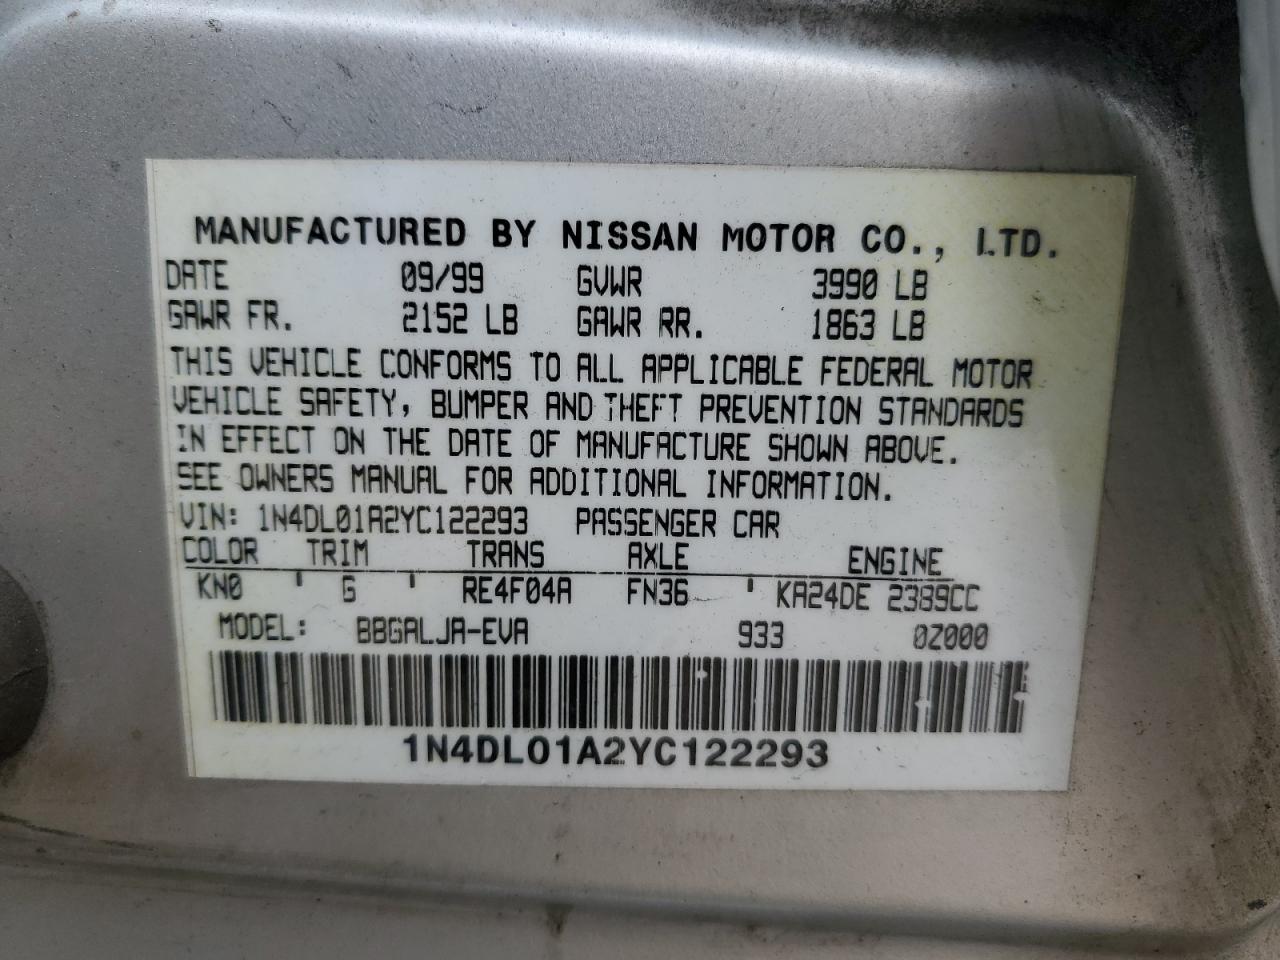 MANUFACTURED BY NISSAN MOTOR CO., LTD.
DATE 09/99 GVWR 3990 LB
GAWR FR. 2152 LB GAWR RR. 1863 LB
THIS VEHICLE CONFORMS TO ALL APPLICABLE FEDERAL MOTOR
VEHICLE SAFETY, BUMPER AND THEFT PREVENTION STANDARDS
IN EFFECT ON THE DATE OF MANUFACTURE SHOWN ABOVE.
SEE OWNERS MANUAL FOR ADDITIONAL INFORMATION.
VIN: 1N4DL01A2YC122293 PASSENGER CAR
COLOR TRIM TRANS AXLE ENGINE
KN0 ' G ' RE4F04A FN36 ' KA24DE 2389CC
MODEL: BBGALJA-EVA 933 0Z000
1N4DL01A2YC122293